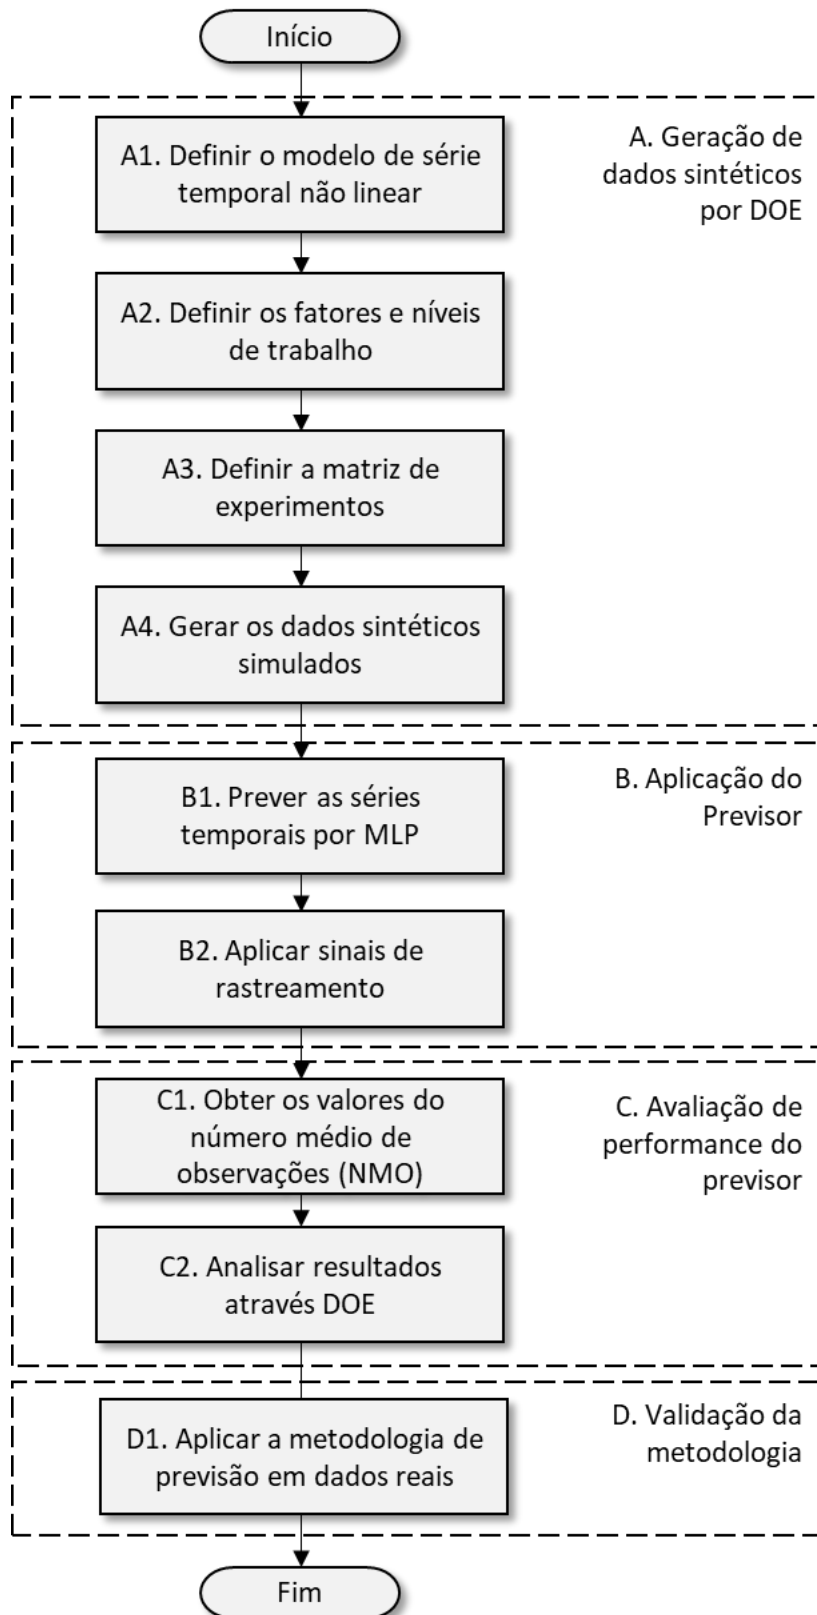 Início
A. Geração de
dados sintéticos
por DOE
A1. Definir o modelo de série
temporal não linear
A2. Definir os fatores e níveis
de trabalho
A3. Definir a matriz de
experimentos
A4. Gerar os dados sintéticos
simulados
B. Aplicação do
Previsor
B1. Prever as séries
temporais por MLP
B2. Aplicar sinais de
rastreamento
C. Avaliação de
performance do
previsor
C1. Obter os valores do
número médio de
observações (NMO)
C2. Analisar resultados
através DOE
D. Validação da
metodologia
D1. Aplicar a metodologia de
previsão em dados reais
Fim